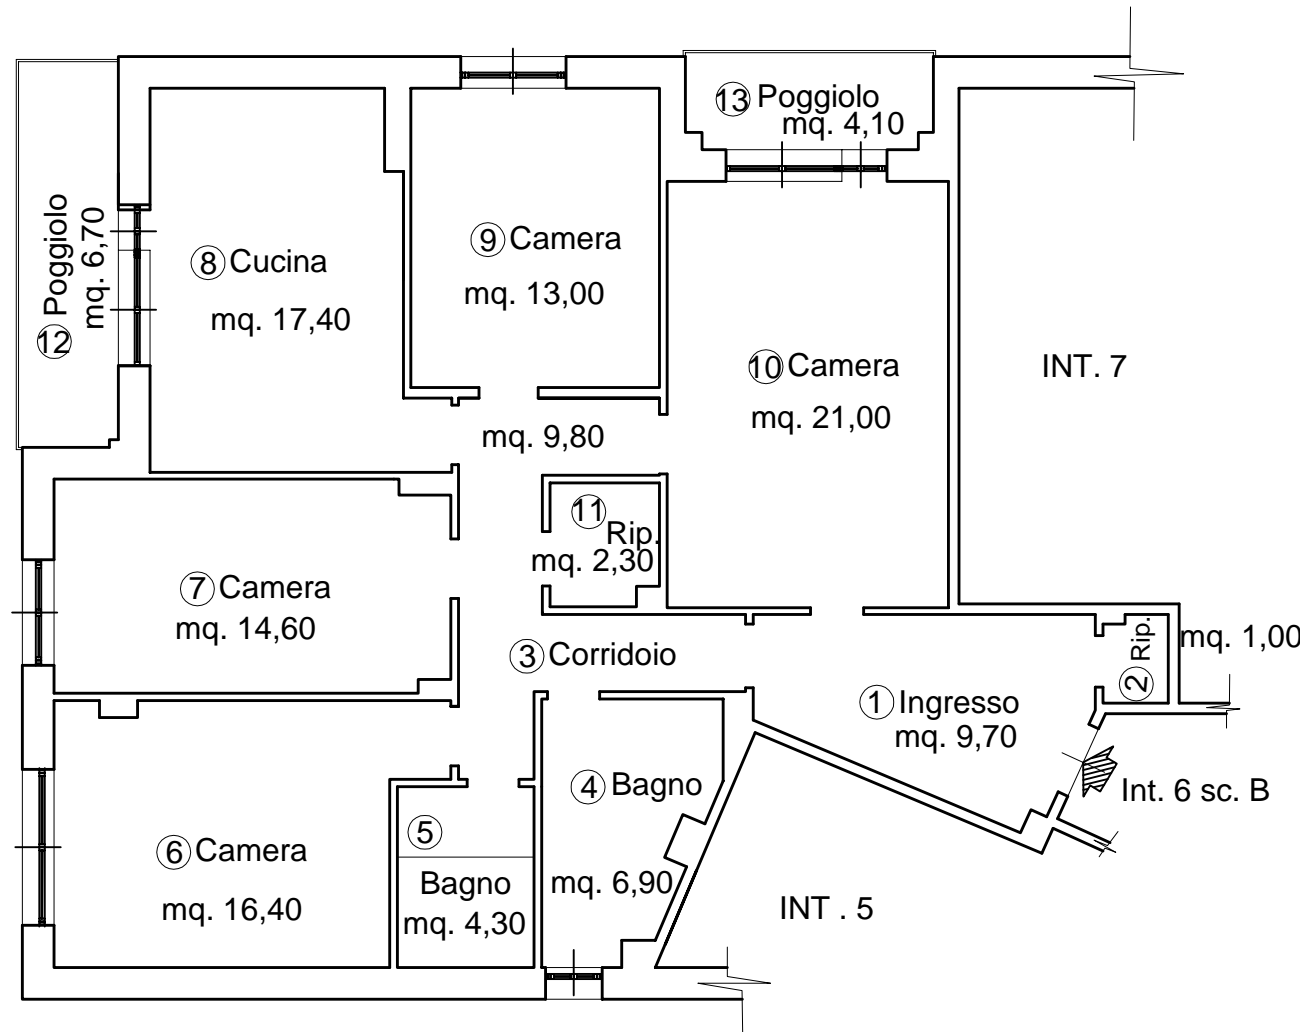 13 Poggiolo
mq. 4,10
12 Poggiolo
mq. 6,70
8 Cucina
mq. 17,40
9 Camera
mq. 13,00
10 Camera
mq. 21,00
INT. 7
mq. 9,80
11
Rip.
mq. 2,30
7 Camera
mq. 14,60
3 Corridoio
2 Rip.
mq. 1,00
1 Ingresso
mq. 9,70
Int. 6 sc. B
4 Bagno
mq. 6,90
5
Bagno
mq. 4,30
6 Camera
mq. 16,40
INT . 5